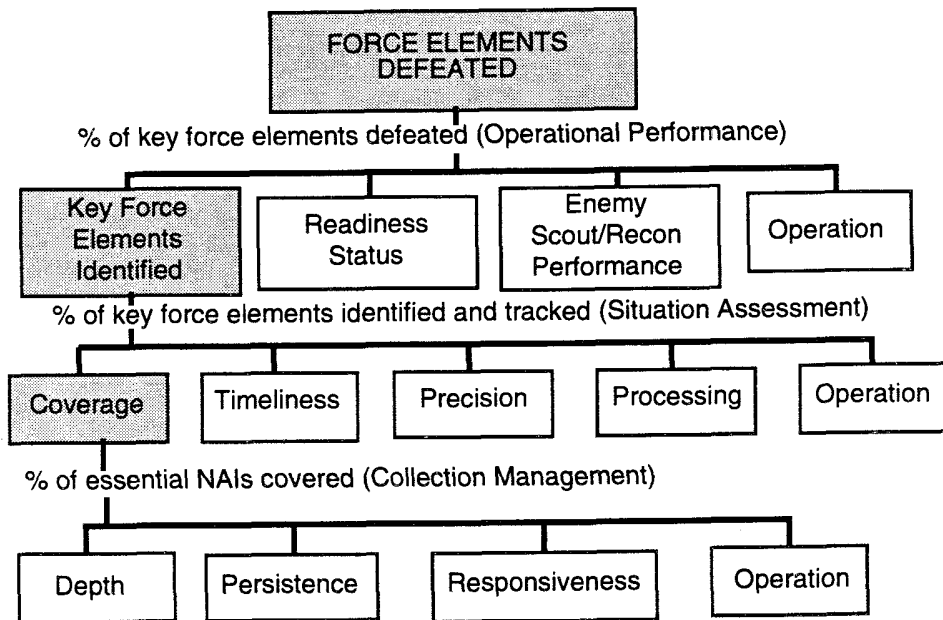 FORCE ELEMENTS
DEFEATED
% of key force elements defeated (Operational Performance)
Key Force
Elements
Identified
Readiness
Status
Enemy
Scout/Recon
Performance
Operation
% of key force elements identified and tracked (Situation Assessment)
Coverage
Timeliness
Precision
Processing
Operation
% of essential NAIs covered (Collection Management)
Depth
Persistence
Responsiveness
Operation